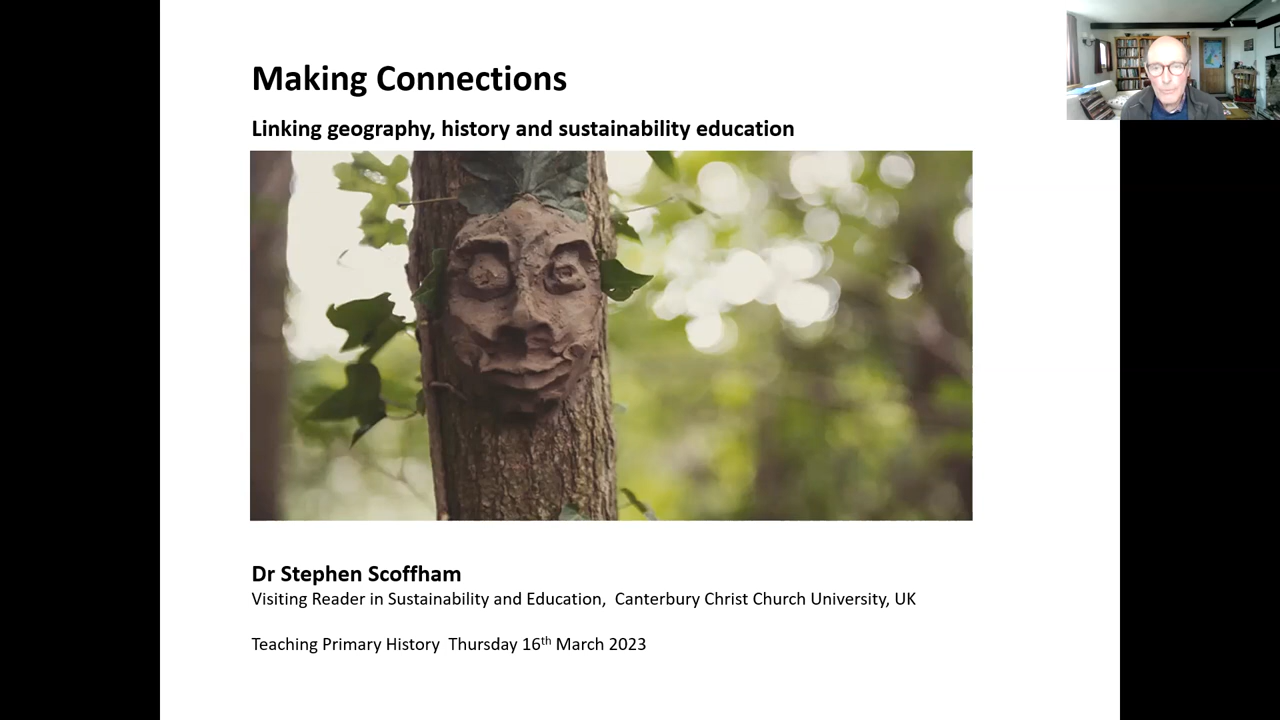 Making Connections
Linking geography, history and sustainability education
Dr Stephen Scoffham
Visiting Reader in Sustainability and Education, Canterbury Christ Church University, UK
Teaching Primary History Thursday 16th March 2023